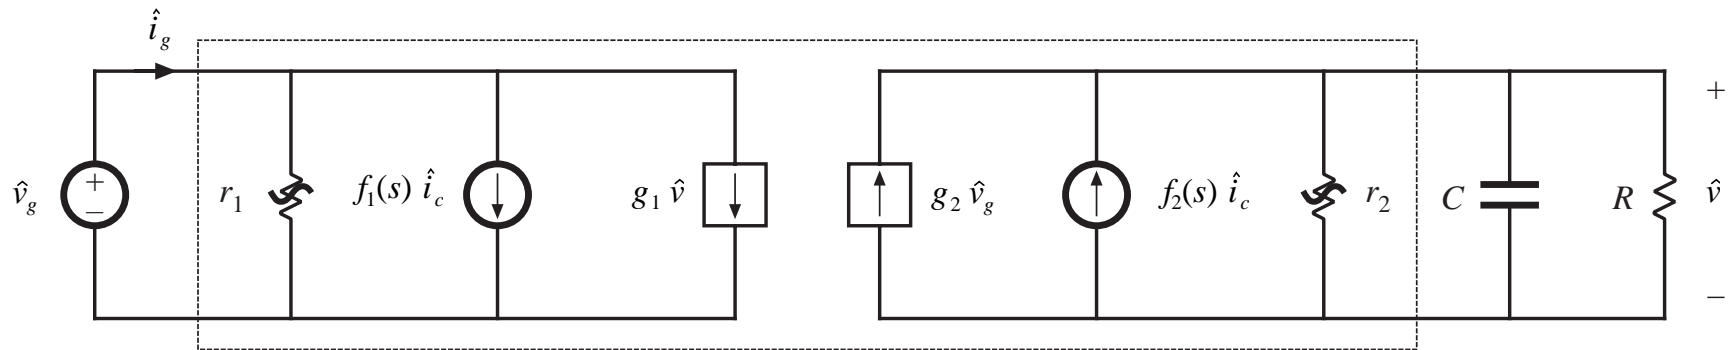 î_g
v̂_g
+
−
r_1
f_1(s) î_c
g_1 v̂
g_2 v̂_g
f_2(s) î_c
r_2
C
R
+
v̂
−